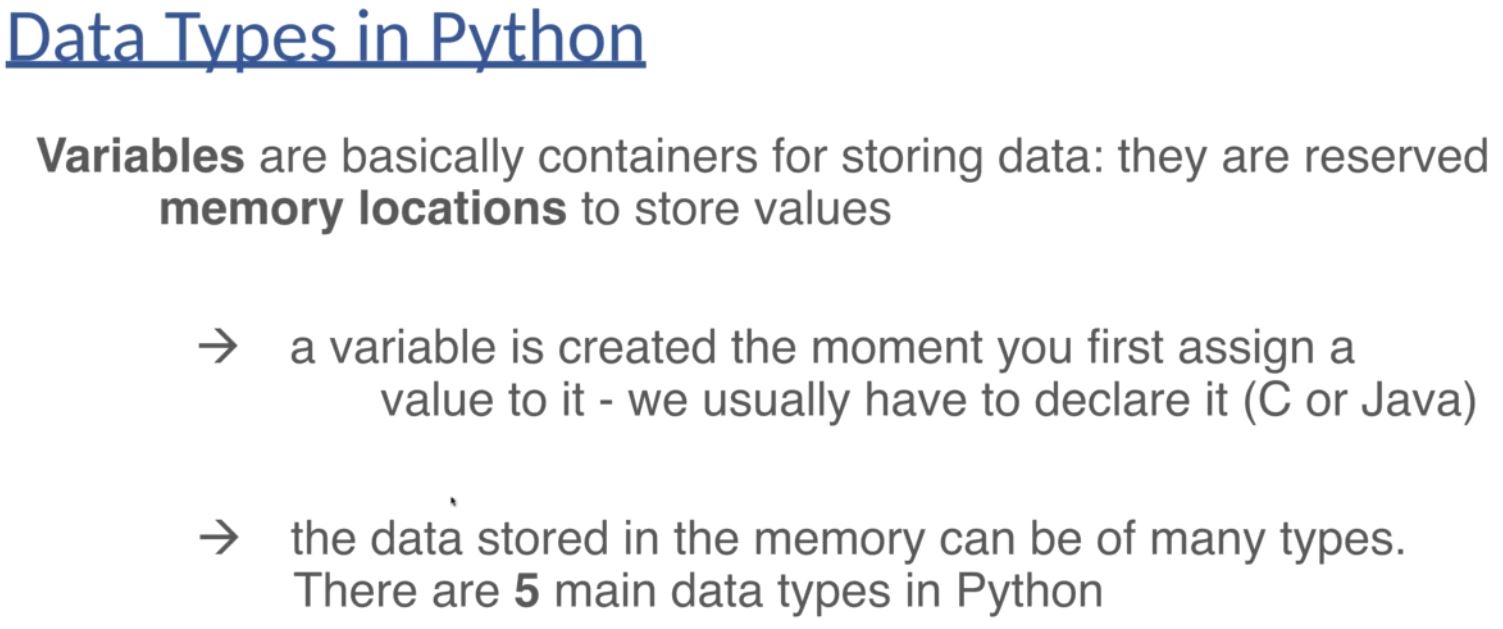 Data Types in Python
Variables are basically containers for storing data: they are reserved
memory locations to store values
→ a variable is created the moment you first assign a
value to it - we usually have to declare it (C or Java)
→ the data stored in the memory can be of many types.
There are 5 main data types in Python